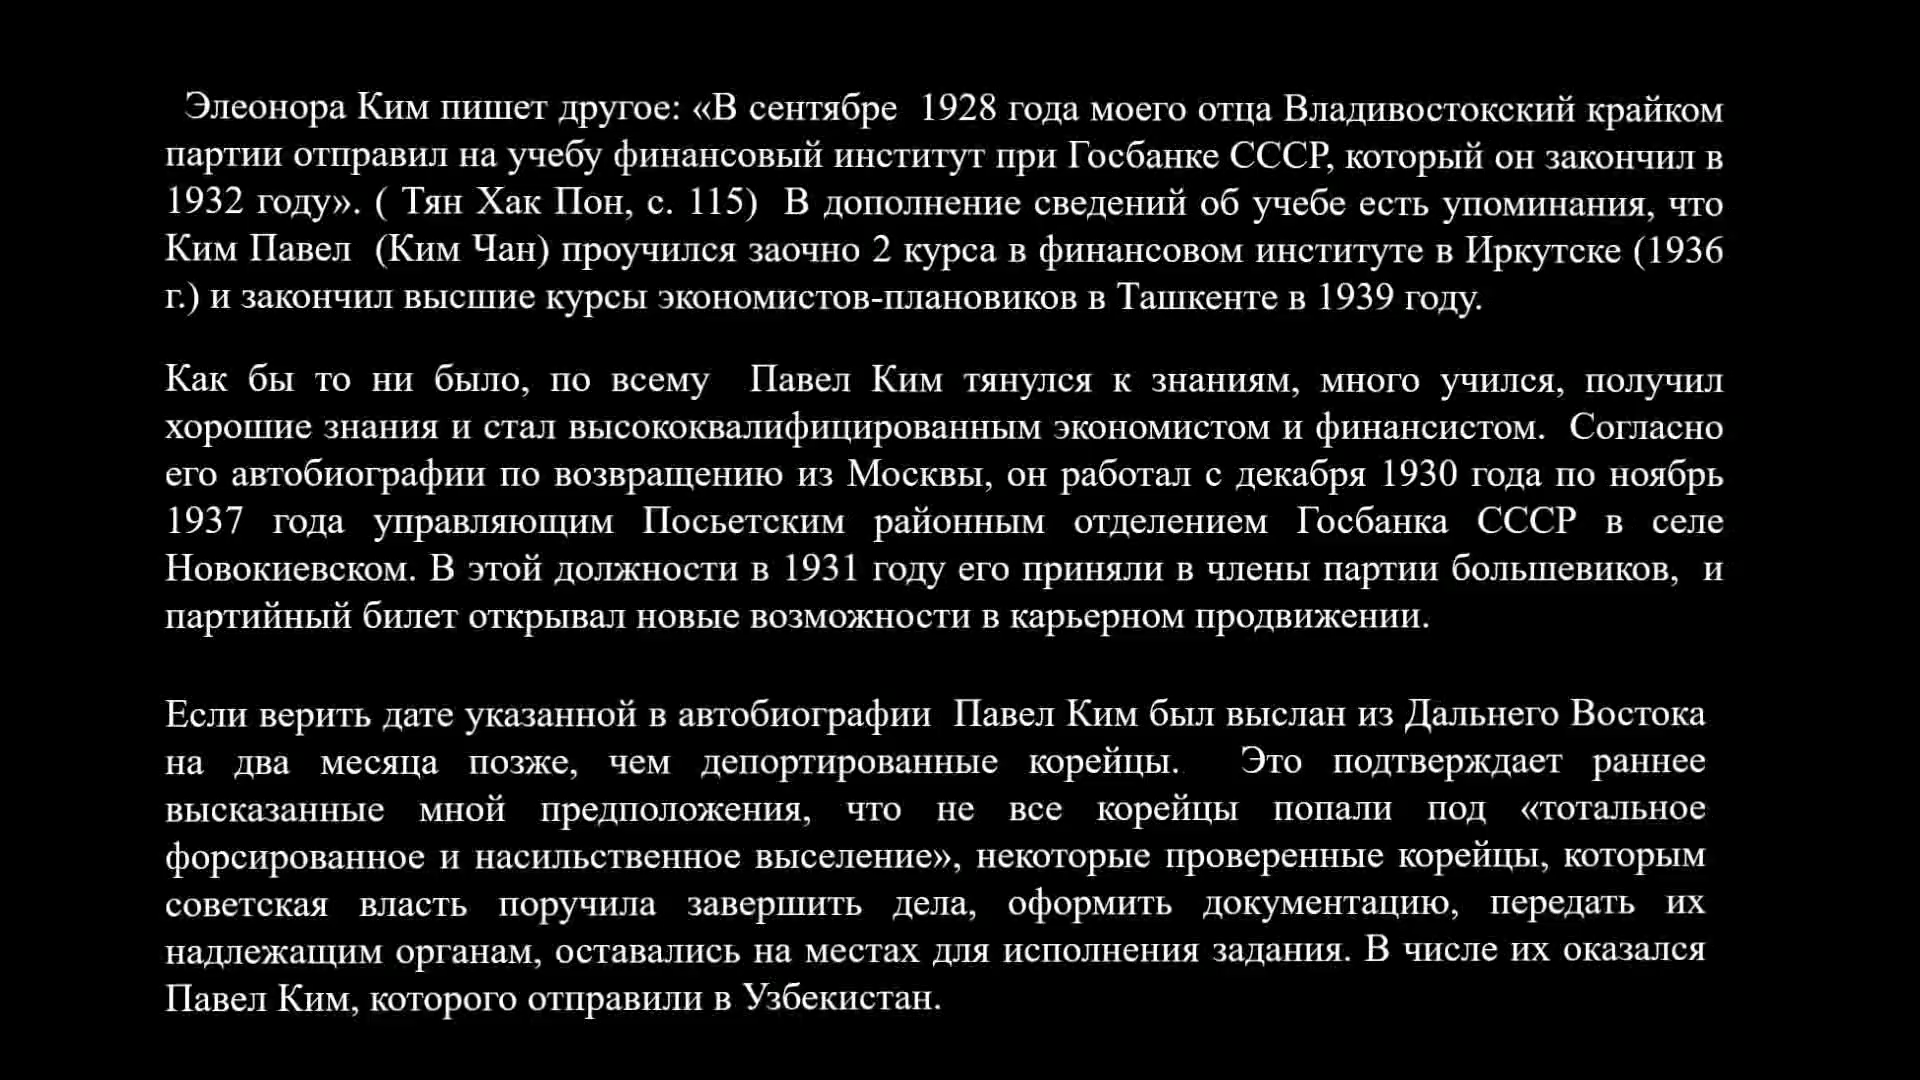 Элеонора Ким пишет другое: «В сентябре 1928 года моего отца Владивостокский крайком
партии отправил на учебу финансовый институт при Госбанке СССР, который он закончил в
1932 году». ( Тян Хак Пон, с. 115) В дополнение сведений об учебе есть упоминания, что
Ким Павел (Ким Чан) проучился заочно 2 курса в финансовом институте в Иркутске (1936
г.) и закончил высшие курсы экономистов-плановиков в Ташкенте в 1939 году.
Как бы то ни было, по всему Павел Ким тянулся к знаниям, много учился, получил
хорошие знания и стал высококвалифицированным экономистом и финансистом. Согласно
его автобиографии по возвращению из Москвы, он работал с декабря 1930 года по ноябрь
1937 года управляющим Посьетским районным отделением Госбанка СССР в селе
Новокиевском. В этой должности в 1931 году его приняли в члены партии большевиков, и
партийный билет открывал новые возможности в карьерном продвижении.
Если верить дате указанной в автобиографии Павел Ким был выслан из Дальнего Востока
на два месяца позже, чем депортированные корейцы. Это подтверждает раннее
высказанные мной предположения, что не все корейцы попали под «тотальное
форсированное и насильственное выселение», некоторые проверенные корейцы, которым
советская власть поручила завершить дела, оформить документацию, передать их
надлежащим органам, оставались на местах для исполнения задания. В числе их оказался
Павел Ким, которого отправили в Узбекистан.